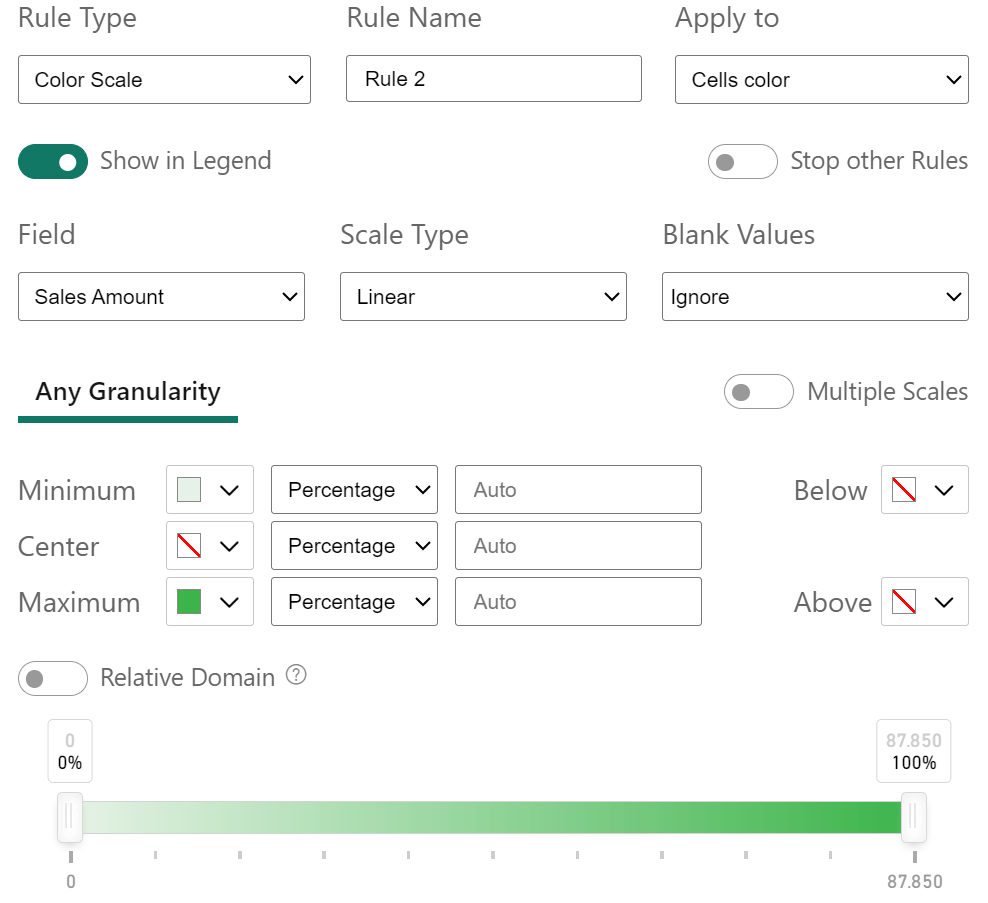 Rule Type Rule Name Apply to
Color Scale Rule 2 Cells color
Show in Legend Stop other Rules
Field Scale Type Blank Values
Sales Amount Linear Ignore
Any Granularity Multiple Scales
Minimum Percentage Auto Below
Center Percentage Auto
Maximum Percentage Auto Above
Relative Domain ?
0 87.850
0% 100%
0 87.850